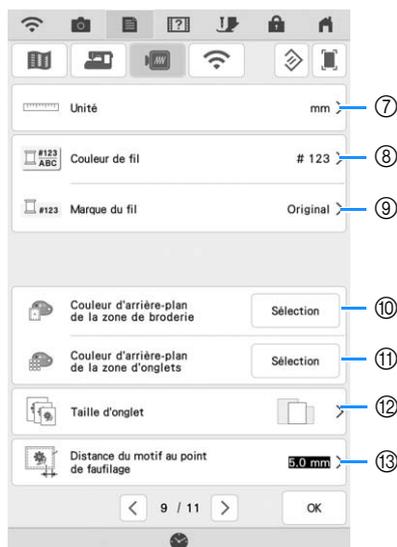 Unité
mm
⑦
#123
ABC
Couleur de fil
# 123
⑧
#123
Marque du fil
Original
⑨
Couleur d'arrière-plan
de la zone de broderie
Sélection
⑩
Couleur d'arrière-plan
de la zone d'onglets
Sélection
⑪
Taille d'onglet
⑫
Distance du motif au point
de faufilage
5.0 mm
⑬
9 / 11
OK